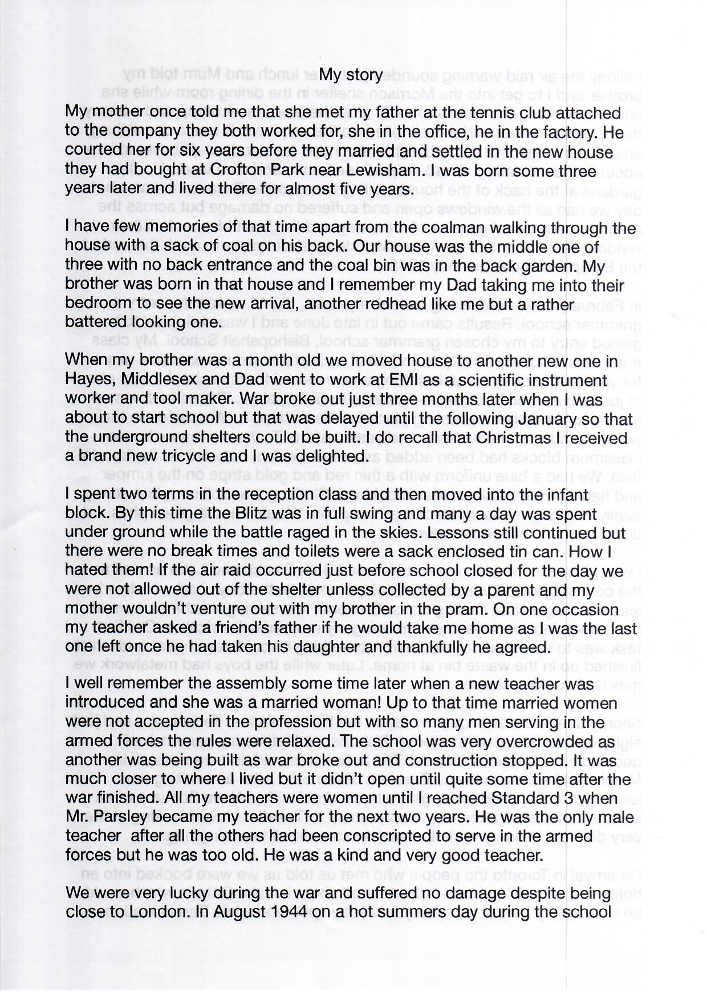 My story
My mother once told me that she met my father at the tennis club attached
to the company they both worked for, she in the office, he in the factory. He
courted her for six years before they married and settled in the new house
they had bought at Crofton Park near Lewisham. I was born some three
years later and lived there for almost five years.
I have few memories of that time apart from the coalman walking through the
house with a sack of coal on his back. Our house was the middle one of
three with no back entrance and the coal bin was in the back garden. My
brother was born in that house and I remember my Dad taking me into their
bedroom to see the new arrival, another redhead like me but a rather
battered looking one.
When my brother was a month old we moved house to another new one in
Hayes, Middlesex and Dad went to work at EMI as a scientific instrument
worker and tool maker. War broke out just three months later when I was
about to start school but that was delayed until the following January so that
the underground shelters could be built. I do recall that Christmas I received
a brand new tricycle and I was delighted.
I spent two terms in the reception class and then moved into the infant
block. By this time the Blitz was in full swing and many a day was spent
under ground while the battle raged in the skies. Lessons still continued but
there were no break times and toilets were a sack enclosed tin can. How I
hated them! If the air raid occurred just before school closed for the day we
were not allowed out of the shelter unless collected by a parent and my
mother wouldn't venture out with my brother in the pram. On one occasion
my teacher asked a friend's father if he would take me home as I was the last
one left once he had taken his daughter and thankfully he agreed.
I well remember the assembly some time later when a new teacher was
introduced and she was a married woman! Up to that time married women
were not accepted in the profession but with so many men serving in the
armed forces the rules were relaxed. The school was very overcrowded as
another was being built as war broke out and construction stopped. It was
much closer to where I lived but it didn't open until quite some time after the
war finished. All my teachers were women until I reached Standard 3 when
Mr. Parsley became my teacher for the next two years. He was the only male
teacher  after all the others had been conscripted to serve in the armed
forces but he was too old. He was a kind and very good teacher.
We were very lucky during the war and suffered no damage despite being
close to London. In August 1944 on a hot summers day during the school